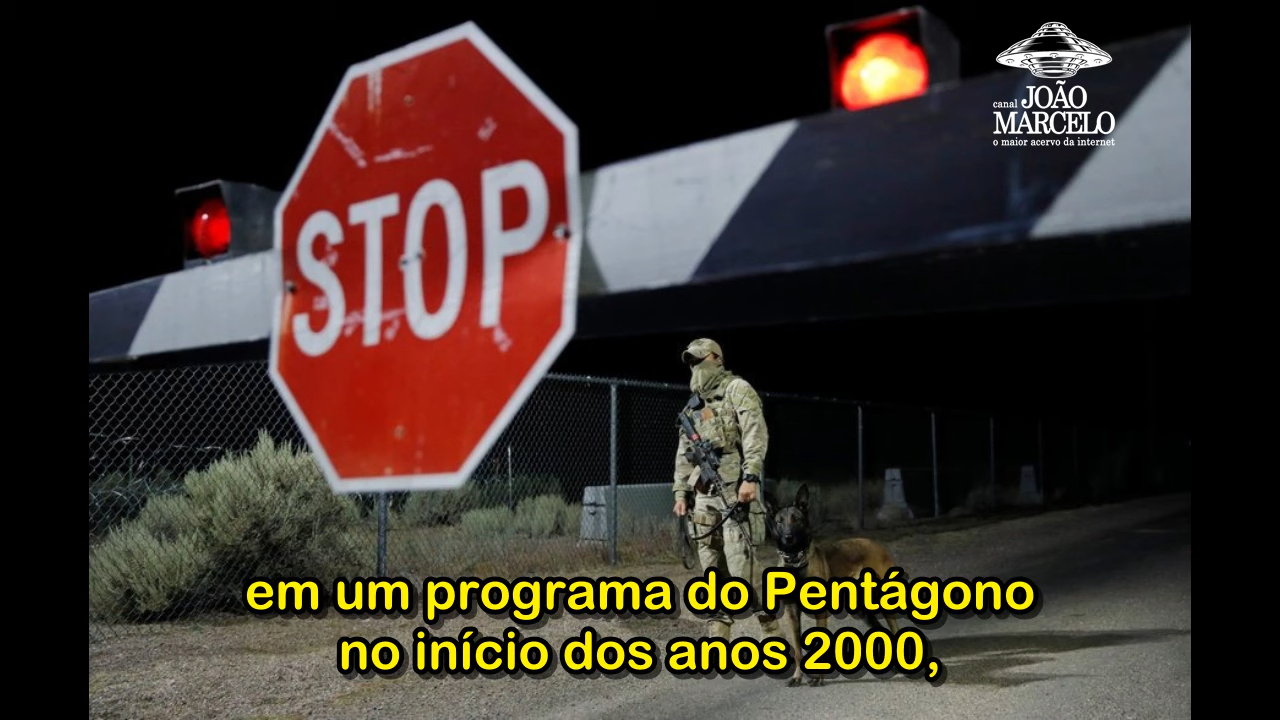 canal JOÃO
MARCELO
o maior acervo da internet
STOP
em um programa do Pentágono
no início dos anos 2000,